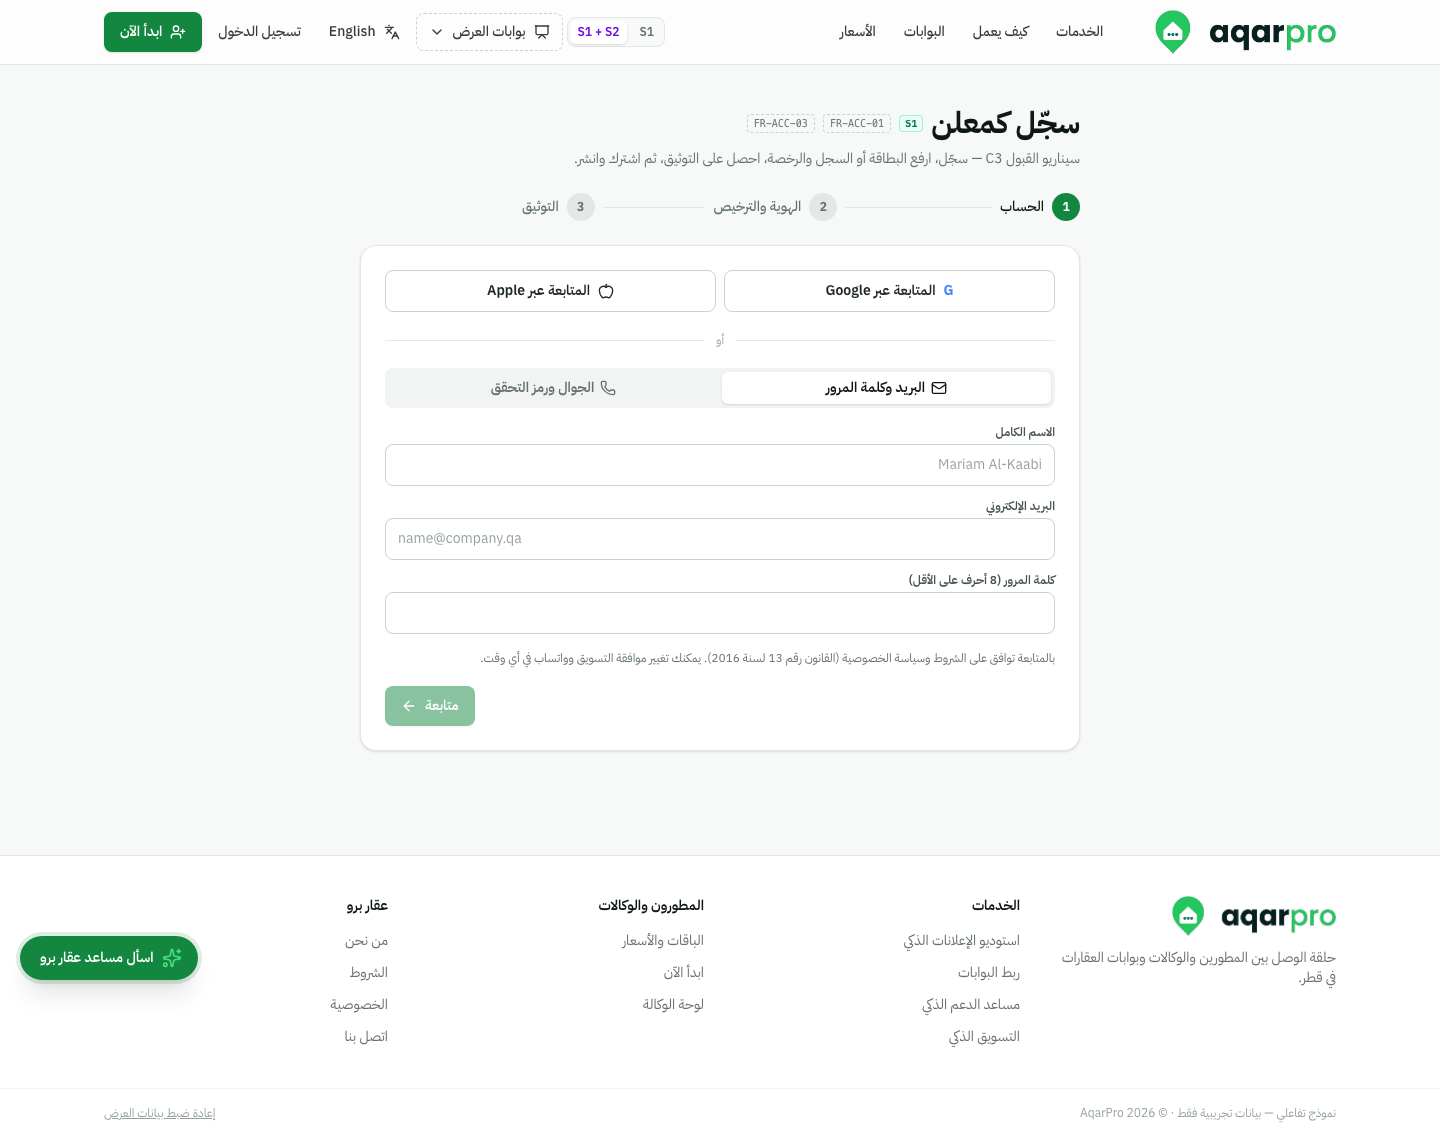 aqarpro
الخدمات
كيف يعمل
البوابات
الأسعار
S1
S1 + S2
بوابات العرض
English
تسجيل الدخول
ابدأ الآن
سجّل كمعلن S1 FR-ACC-01 FR-ACC-03
سيناريو القبول C3 — سجّل، ارفع البطاقة أو السجل والرخصة، احصل على التوثيق، ثم اشترك وانشر.
1 الحساب
2 الهوية والترخيص
3 التوثيق
G المتابعة عبر Google
المتابعة عبر Apple
أو
البريد وكلمة المرور
الجوال ورمز التحقق
الاسم الكامل
Mariam Al-Kaabi
البريد الإلكتروني
name@company.qa
كلمة المرور (8 أحرف على الأقل)
بالمتابعة توافق على الشروط وسياسة الخصوصية (القانون رقم 13 لسنة 2016). يمكنك تغيير موافقة التسويق وواتساب في أي وقت.
متابعة
aqarpro
حلقة الوصل بين المطورين والوكالات وبوابات العقارات
في قطر.
الخدمات
استوديو الإعلانات الذكي
ربط البوابات
مساعد الدعم الذكي
التسويق الذكي
المطورون والوكالات
الباقات والأسعار
ابدأ الآن
لوحة الوكالة
عقار برو
من نحن
الشروط
الخصوصية
اتصل بنا
اسأل مساعد عقار برو
نموذج تفاعلي — بيانات تجريبية فقط · © 2026 AqarPro
إعادة ضبط بيانات العرض